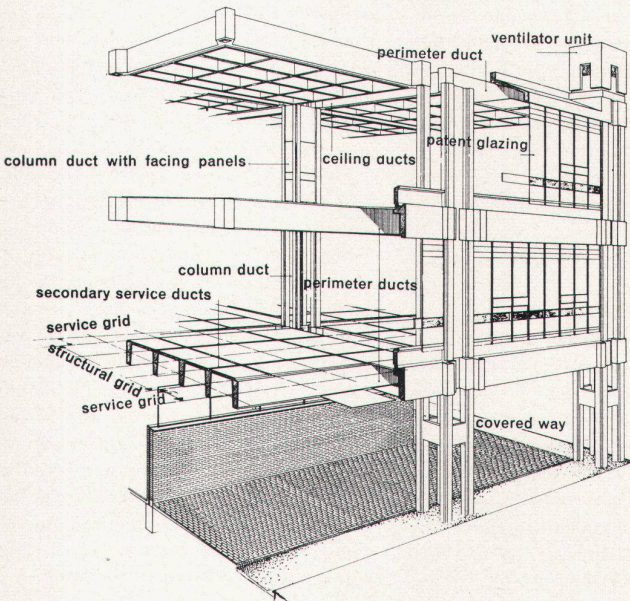 ventilator unit
perimeter duct
patent glazing
column duct with facing panels
ceiling ducts
column duct
perimeter ducts
secondary service ducts
service grid
structural grid
service grid
covered way